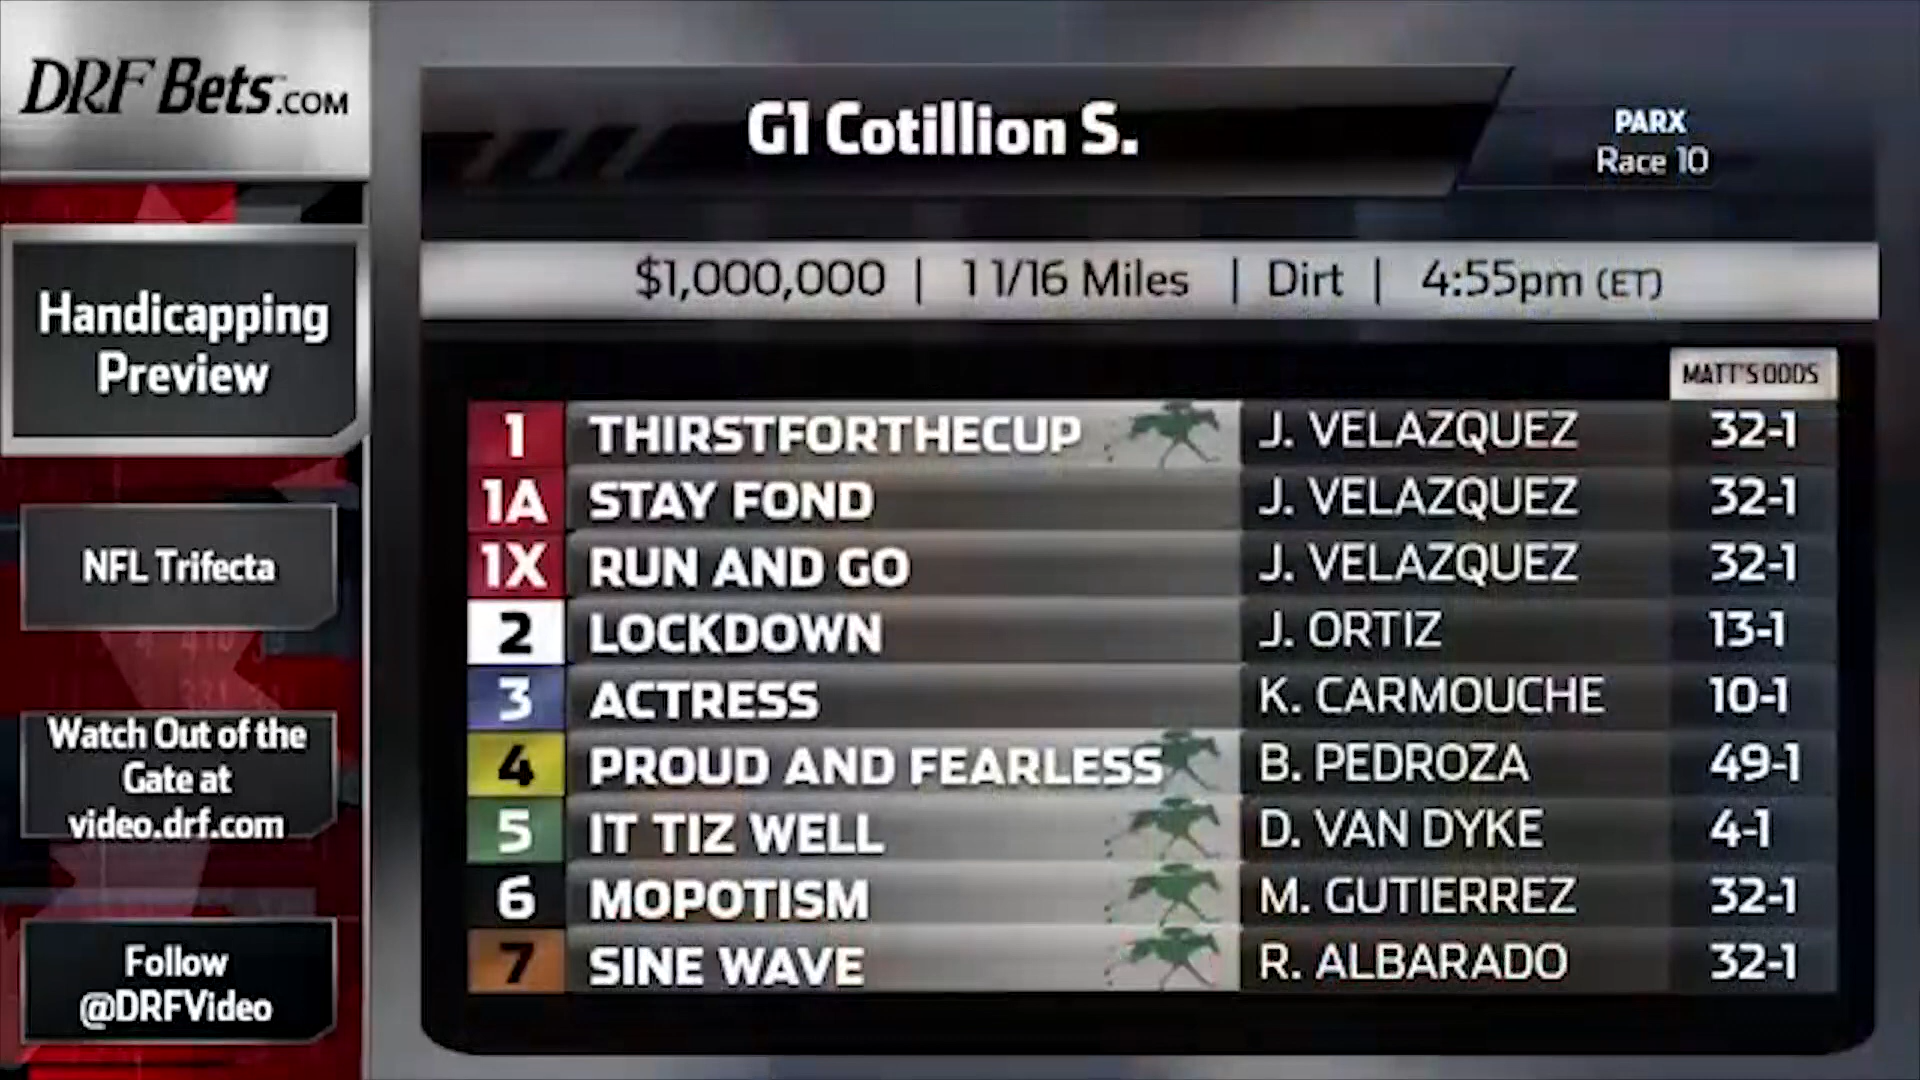 DRF Bets.COM
Handicapping
Preview
NFL Trifecta
Watch Out of the
Gate at
video.drf.com
Follow
@DRFVideo
G1 Cotillion S.
PARX
Race 10
$1,000,000 | 1 1/16 Miles | Dirt | 4:55pm (ET)
MATT'S ODDS
1 THIRSTFORTHECUP J. VELAZQUEZ 32-1
1A STAY FOND J. VELAZQUEZ 32-1
1X RUN AND GO J. VELAZQUEZ 32-1
2 LOCKDOWN J. ORTIZ 13-1
3 ACTRESS K. CARMOUCHE 10-1
4 PROUD AND FEARLESS B. PEDROZA 49-1
5 IT TIZ WELL D. VAN DYKE 4-1
6 MOPOTISM M. GUTIERREZ 32-1
7 SINE WAVE R. ALBARADO 32-1